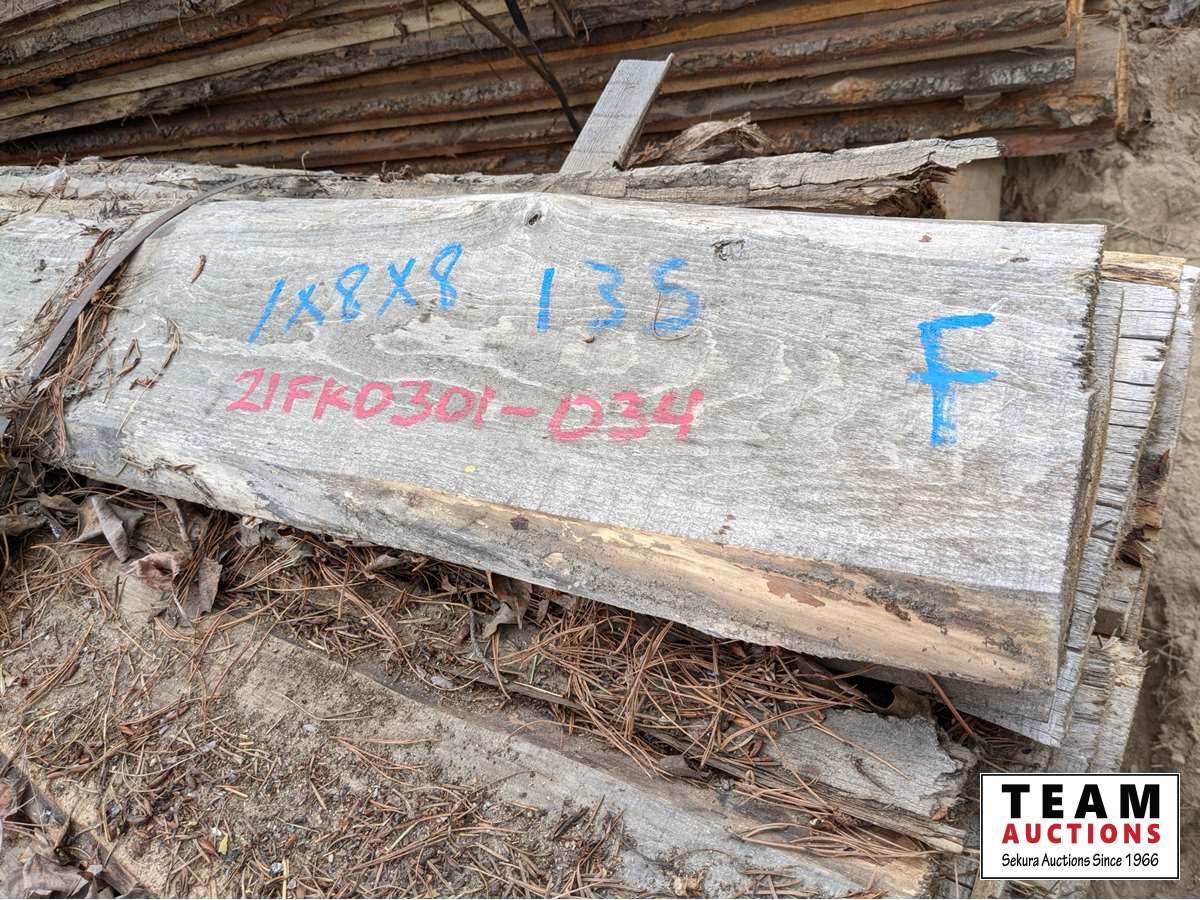 1X8X8 135
F
21FK0301-034
TEAM
AUCTIONS
Sekura Auctions Since 1966